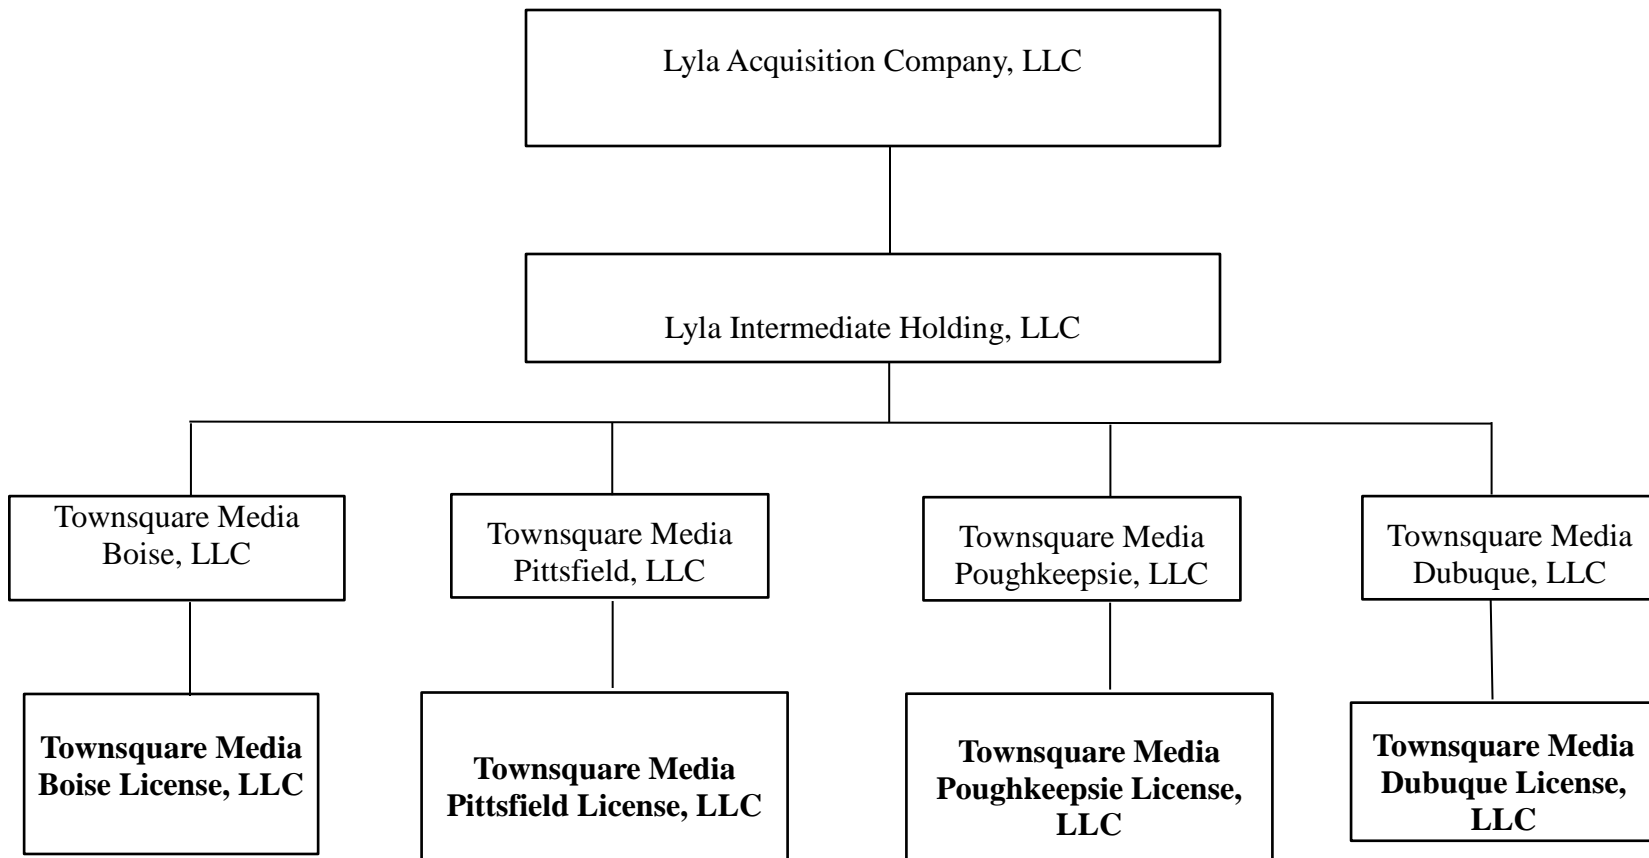 Lyla Acquisition Company, LLC
Lyla Intermediate Holding, LLC
Townsquare Media
Boise, LLC
Townsquare Media
Pittsfield, LLC
Townsquare Media
Poughkeepsie, LLC
Townsquare Media
Dubuque, LLC
Townsquare Media
Boise License, LLC
Townsquare Media
Pittsfield License, LLC
Townsquare Media
Poughkeepsie License,
LLC
Townsquare Media
Dubuque License,
LLC